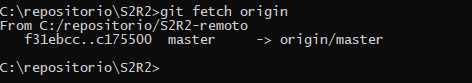 C:\repositorio\S2R2>git fetch origin
From C:/repositorio/S2R2-remoto
   f31ebcc..c175500  master     -> origin/master
C:\repositorio\S2R2>